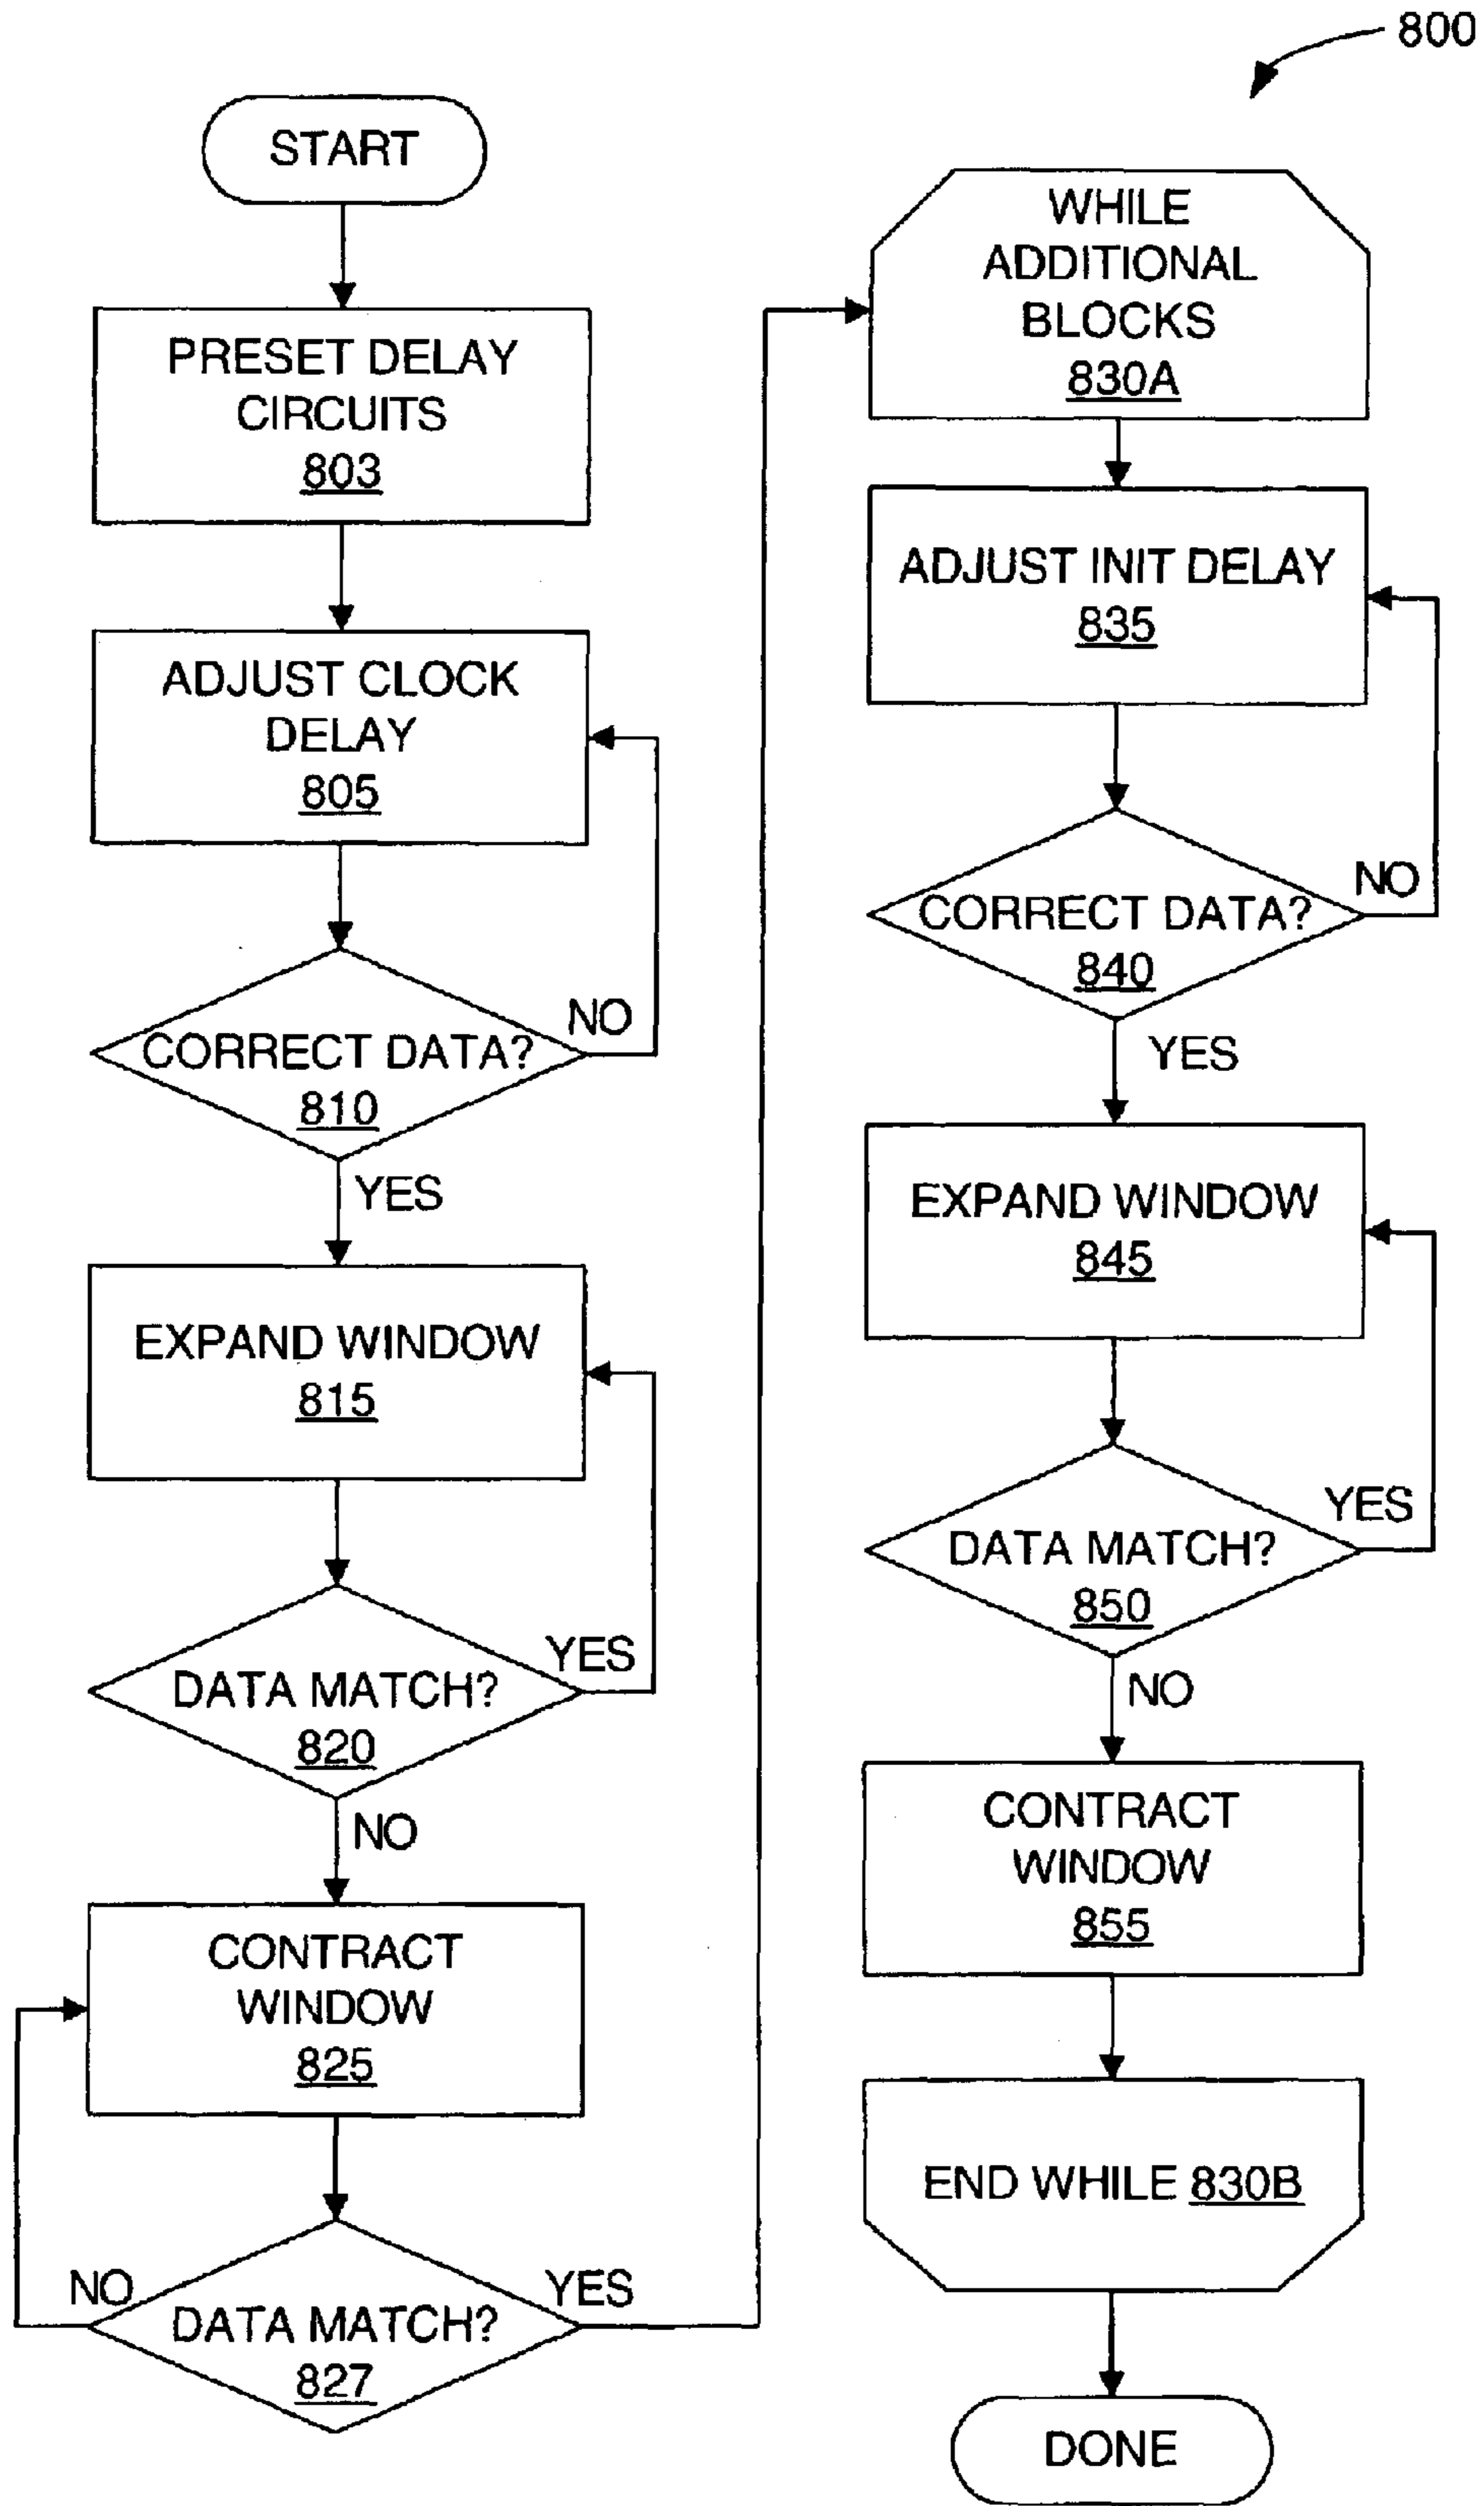 800
START
PRESET DELAY
CIRCUITS
803
ADJUST CLOCK
DELAY
805
CORRECT DATA?
810
NO
YES
EXPAND WINDOW
815
DATA MATCH?
820
YES
NO
CONTRACT
WINDOW
825
DATA MATCH?
827
NO
YES
WHILE
ADDITIONAL
BLOCKS
830A
ADJUST INIT DELAY
835
CORRECT DATA?
840
NO
YES
EXPAND WINDOW
845
DATA MATCH?
850
YES
NO
CONTRACT
WINDOW
855
END WHILE 830B
DONE